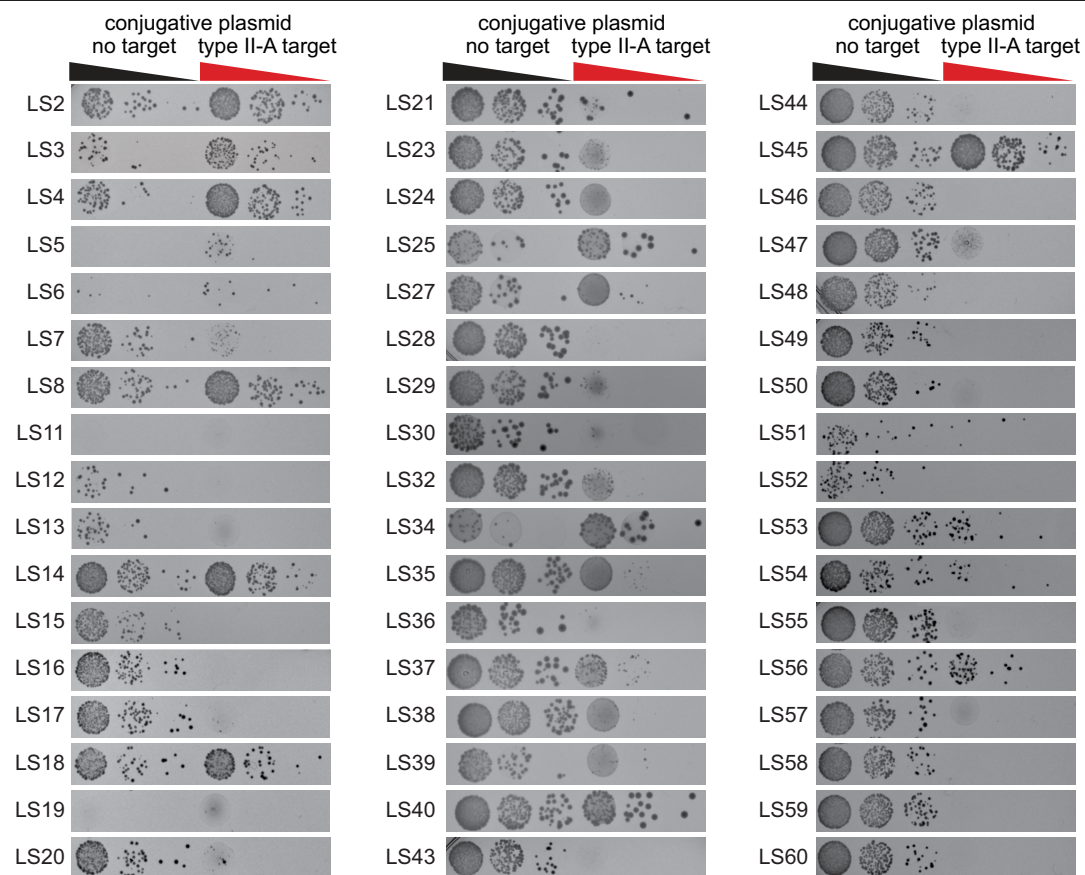 conjugative plasmid
no target type II-A target
LS2
LS3
LS4
LS5
LS6
LS7
LS8
LS11
LS12
LS13
LS14
LS15
LS16
LS17
LS18
LS19
LS20
conjugative plasmid
no target type II-A target
LS21
LS23
LS24
LS25
LS27
LS28
LS29
LS30
LS32
LS34
LS35
LS36
LS37
LS38
LS39
LS40
LS43
conjugative plasmid
no target type II-A target
LS44
LS45
LS46
LS47
LS48
LS49
LS50
LS51
LS52
LS53
LS54
LS55
LS56
LS57
LS58
LS59
LS60